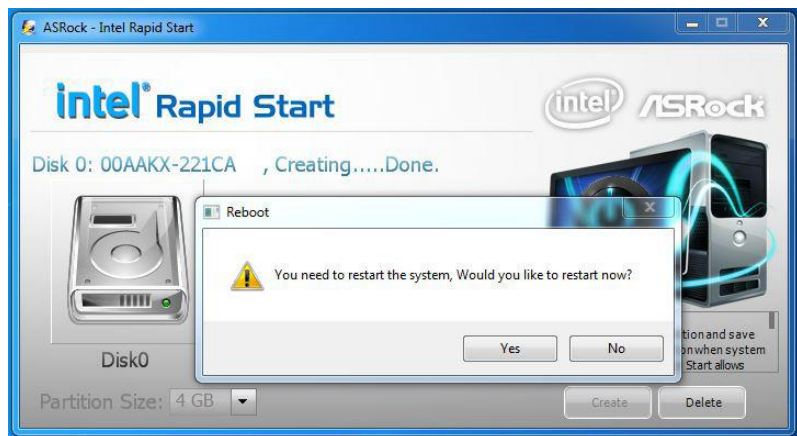 ASRock - Intel Rapid Start
intel® Rapid Start
intel ASRock
Disk 0: 00AAKX-221CA , Creating.....Done.
Reboot
You need to restart the system, Would you like to restart now?
Yes No
Disk0
and save
when system
Start allows
Partition Size: 4 GB
Create Delete